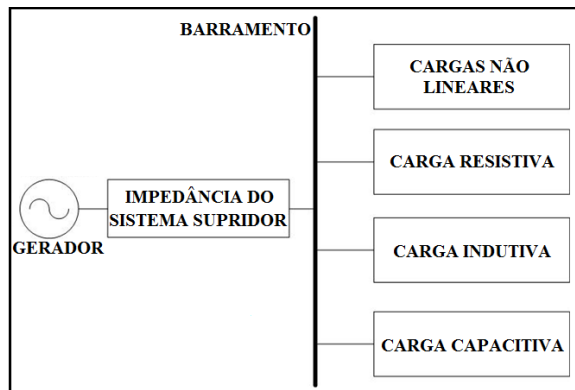 BARRAMENTO
CARGAS NÃO
LINEARES
CARGA RESISTIVA
IMPEDÂNCIA DO
SISTEMA SUPRIDOR
GERADOR
CARGA INDUTIVA
CARGA CAPACITIVA